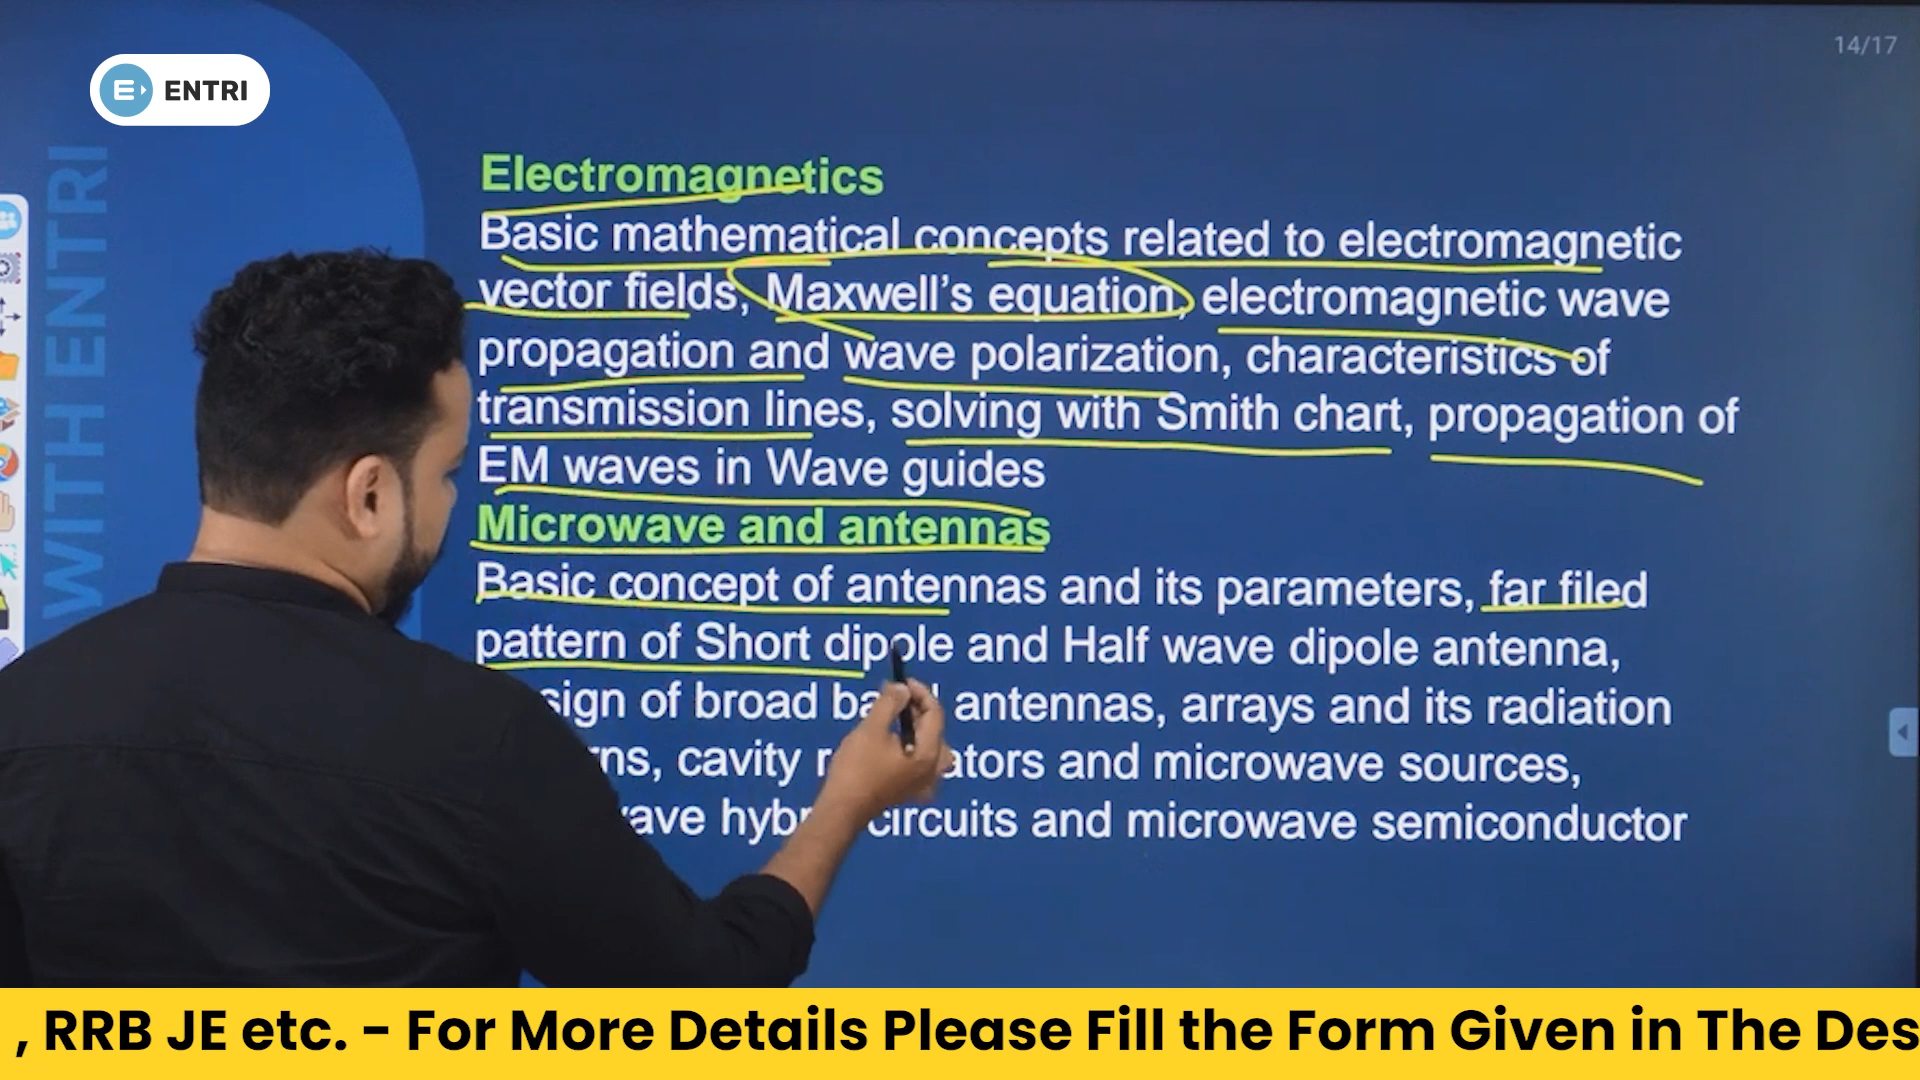 14/17
ENTRI
WITH ENTRI
Electromagnetics
Basic mathematical concepts related to electromagnetic
vector fields, Maxwell's equation, electromagnetic wave
propagation and wave polarization, characteristics of
transmission lines, solving with Smith chart, propagation of
EM waves in Wave guides
Microwave and antennas
Basic concept of antennas and its parameters, far filed
pattern of Short dipole and Half wave dipole antenna,
of broad antennas, arrays and its radiation
cavity and microwave sources,
circuits and microwave semiconductor
, RRB JE etc. - For More Details Please Fill the Form Given in The Des